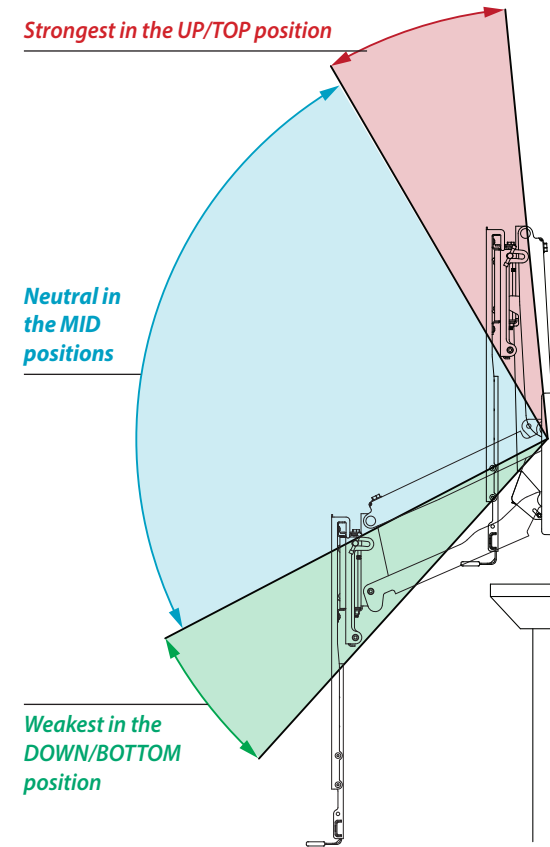 Strongest in the UP/TOP position
Neutral in
the MID
positions
Weakest in the
DOWN/BOTTOM
position